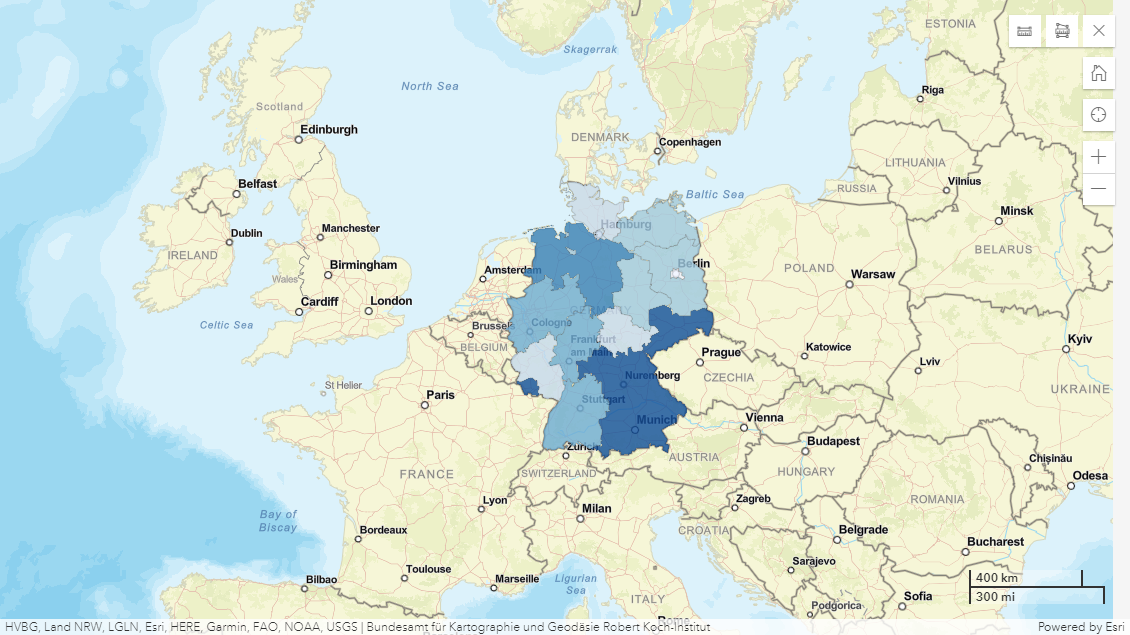 ESTONIA
Skagerrak
North Sea
Riga
Scotland
Edinburgh
DENMARK
Copenhagen
LITHUANIA
Belfast
Baltic Sea
RUSSIA
Vilnius
Minsk
Hamburg
Dublin
Manchester
IRELAND
BELARUS
Birmingham
Amsterdam
Berlin
POLAND
Warsaw
Wales
Cardiff
London
Celtic Sea
Brussel
Cologne
BELGIUM
Frankfurt
am Main
Prague
Katowice
Kyiv
Lviv
St Helier
Paris
Nuremberg
CZECHIA
UKRAINE
Stuttgart
Munich
Vienna
Zürich
Budapest
FRANCE
SWITZERLAND
AUSTRIA
HUNGARY
Chișinău
Odesa
Lyon
Milan
Zagreb
ROMANIA
Bay of
Biscay
Bordeaux
CROATIA
Belgrade
Bucharest
Toulouse
Marseille
Ligurian
Sea
Sarajevo
Bilbao
ITALY
Podgorica
Sofia
Rome
400 km
300 mi
HVBG, Land NRW, LGLN, Esri, HERE, Garmin, FAO, NOAA, USGS | Bundesamt für Kartographie und Geodäsie Robert Koch-Institut
Powered by Esri